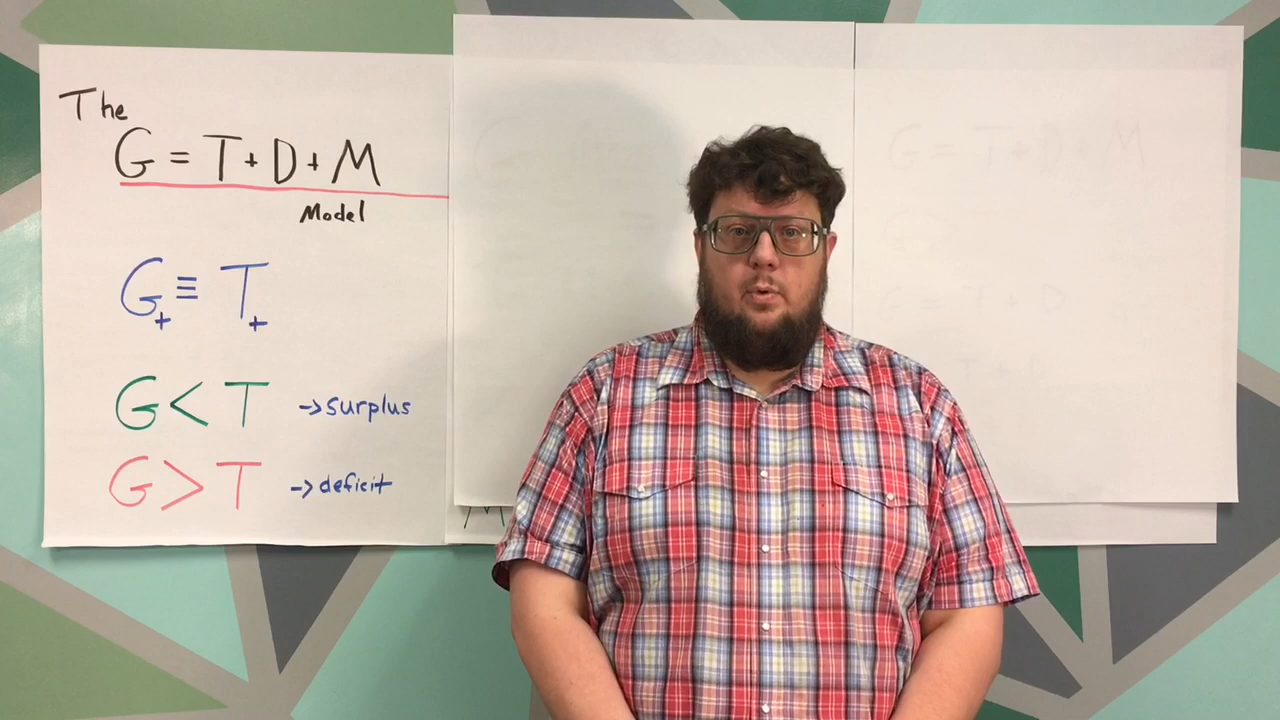 The
G = T + D + M
Model
G+ ≡ T+
G < T → surplus
G > T → deficit
M
G = T + D + M
G = T + D